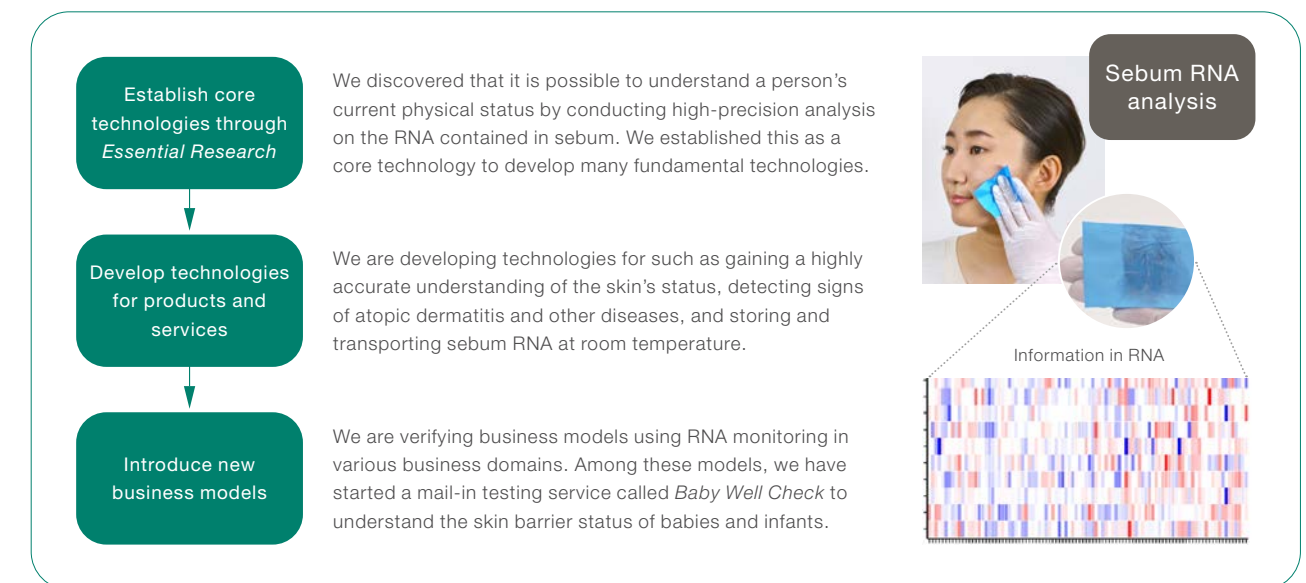 Establish core
technologies through
Essential Research
We discovered that it is possible to understand a person's
current physical status by conducting high-precision analysis
on the RNA contained in sebum. We established this as a
core technology to develop many fundamental technologies.
Develop technologies
for products and
services
We are developing technologies for such as gaining a highly
accurate understanding of the skin's status, detecting signs
of atopic dermatitis and other diseases, and storing and
transporting sebum RNA at room temperature.
Introduce new
business models
We are verifying business models using RNA monitoring in
various business domains. Among these models, we have
started a mail-in testing service called Baby Well Check to
understand the skin barrier status of babies and infants.
Sebum RNA
analysis
Information in RNA